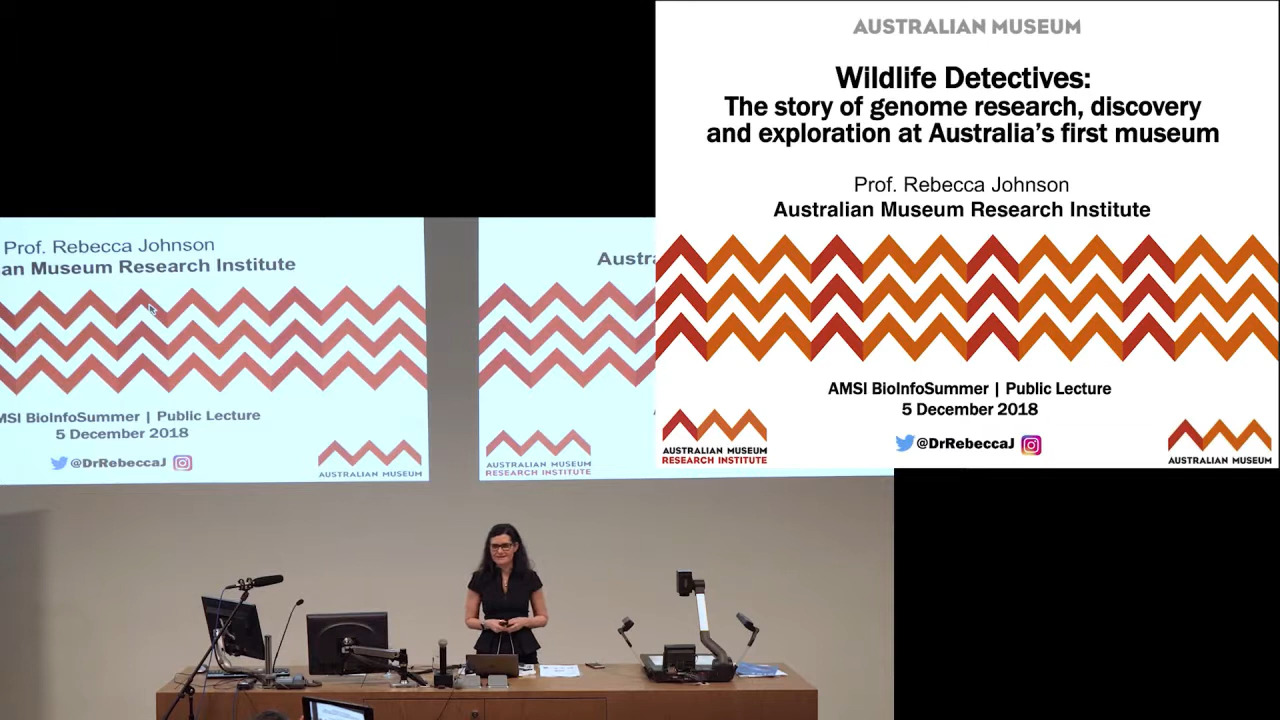 AUSTRALIAN MUSEUM
Wildlife Detectives:
The story of genome research, discovery
and exploration at Australia's first museum
Prof. Rebecca Johnson
Australian Museum Research Institute
AMSI BioInfoSummer | Public Lecture
5 December 2018
@DrRebeccaJ
AUSTRALIAN MUSEUM
RESEARCH INSTITUTE
AUSTRALIAN MUSEUM
Prof. Rebecca Johnson
an Museum Research Institute
MSI BioInfoSummer | Public Lecture
5 December 2018
@DrRebeccaJ
AUSTRALIAN MUSEUM
Austra
AUSTRALIAN MUSEUM
RESEARCH INSTITUTE